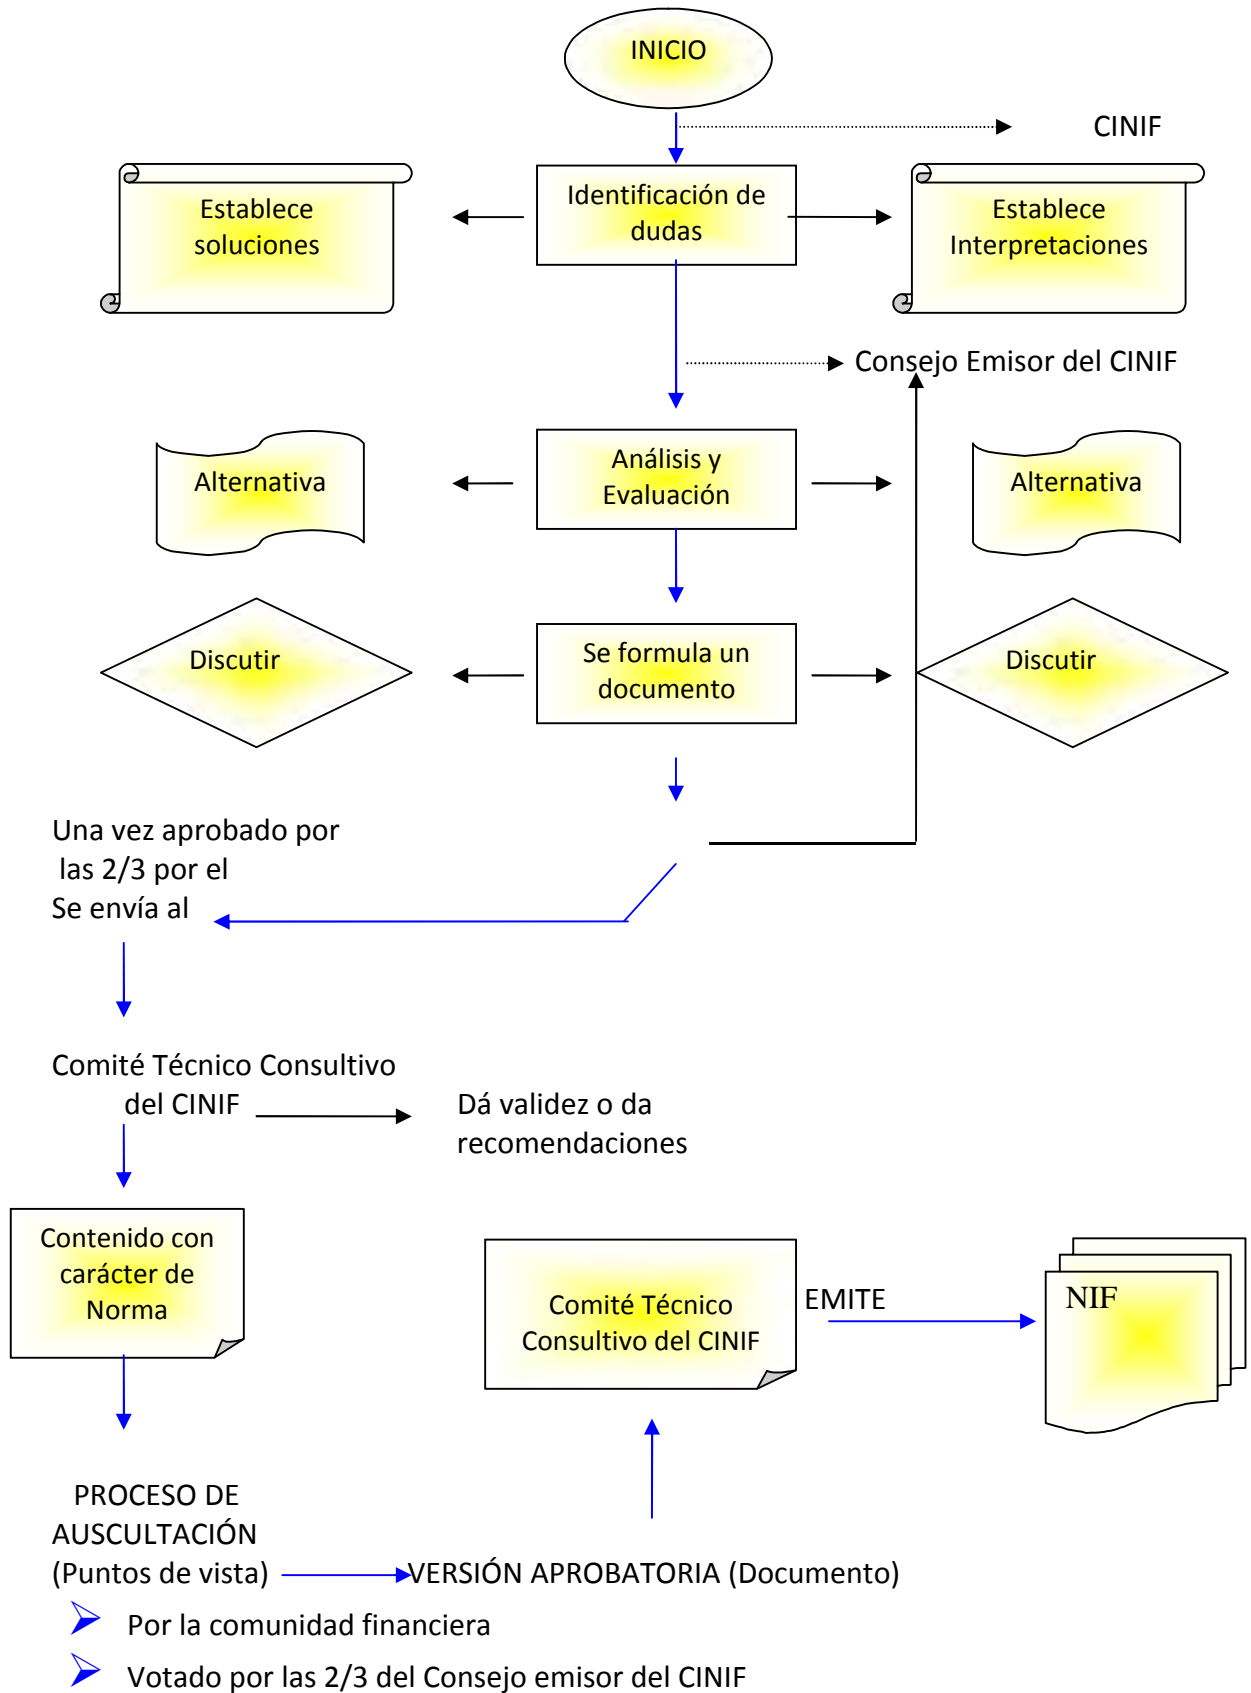 INICIO
CINIF
Establece
soluciones
Identificación de
dudas
Establece
Interpretaciones
Consejo Emisor del CINIF
Alternativa
Análisis y
Evaluación
Alternativa
Discutir
Se formula un
documento
Discutir
Una vez aprobado por
las 2/3 por el
Se envía al
Comité Técnico Consultivo
del CINIF
Dá validez o da
recomendaciones
Contenido con
carácter de
Norma
Comité Técnico
Consultivo del CINIF
EMITE
NIF
PROCESO DE
AUSCULTACIÓN
(Puntos de vista)
VERSIÓN APROBATORIA (Documento)
Por la comunidad financiera
Votado por las 2/3 del Consejo emisor del CINIF